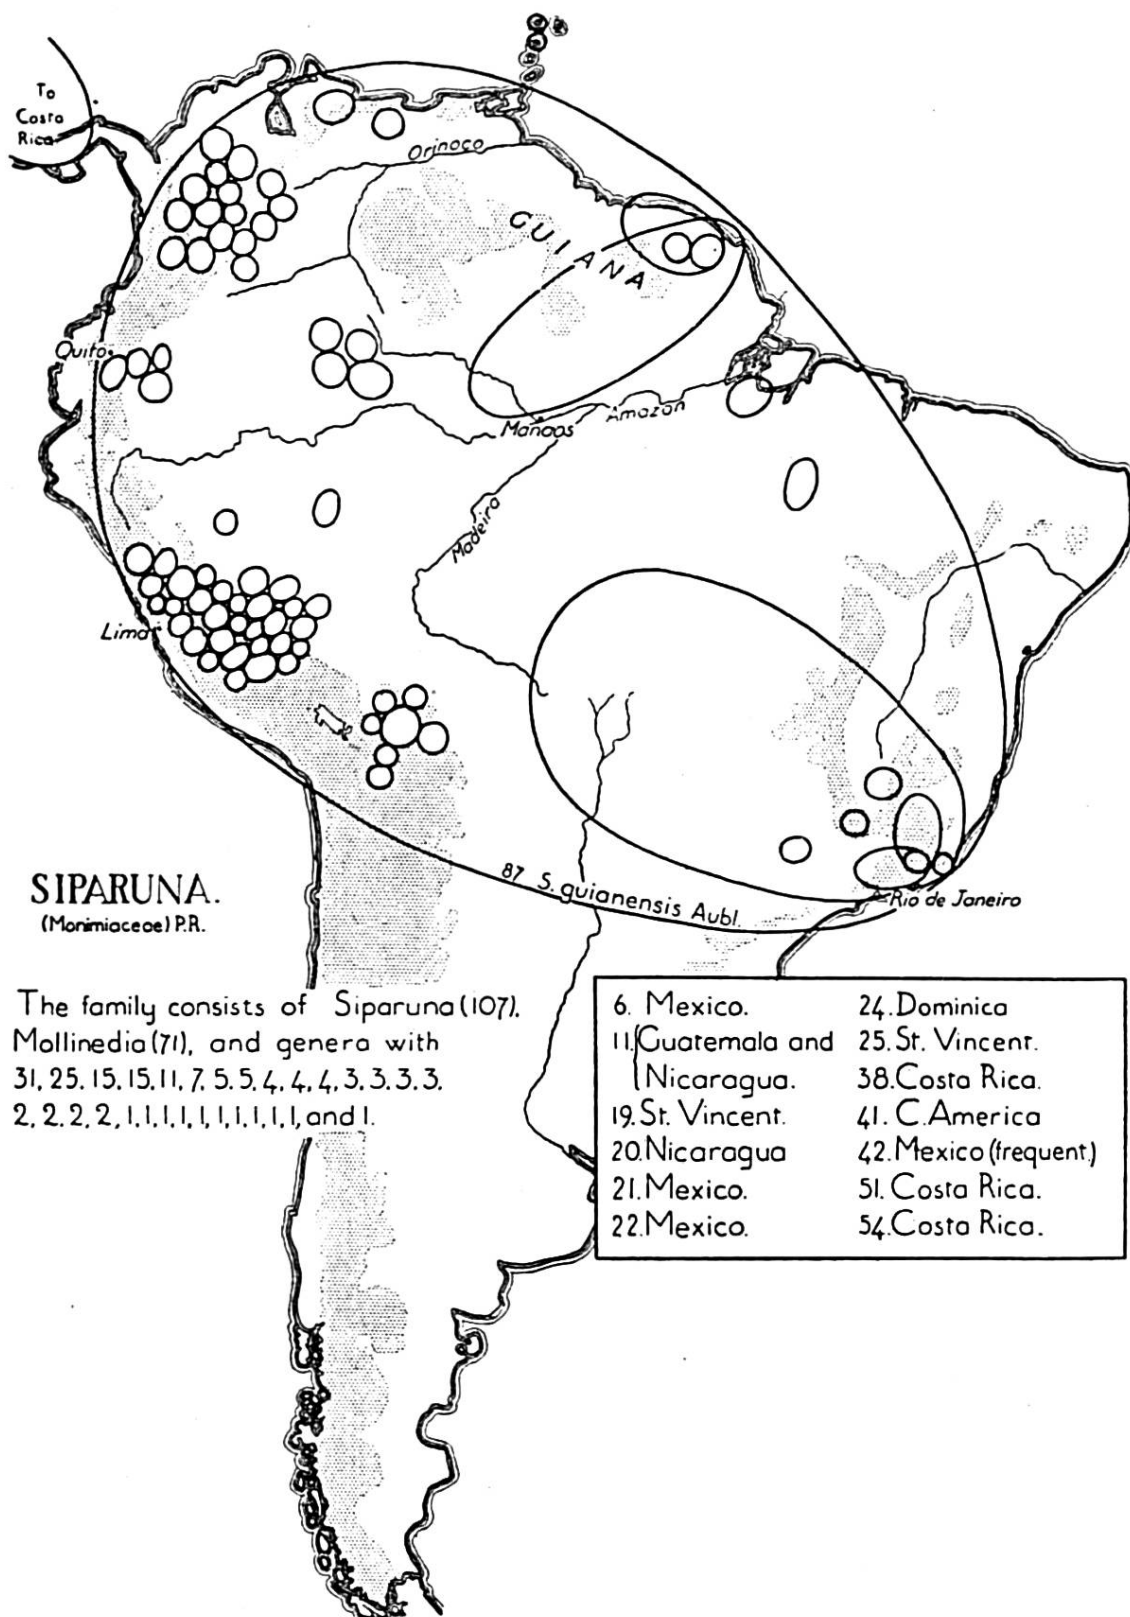 To
Costa
Rica
Orinoco
GUIANA
Quito
Manaos
Amazon
Madeira
Lima
87 S. guianensis Aubl.
Rio de Janeiro
SIPARUNA.
(Monimiaceae) P.R.
The family consists of Siparuna (107),
Mollinedia (71), and genera with
31, 25, 15, 15, 11, 7, 5, 5, 4, 4, 4, 3, 3, 3, 3,
2, 2, 2, 2, 1, 1, 1, 1, 1, 1, 1, 1, 1, 1, and 1.
6. Mexico.
11. Guatemala and
Nicaragua.
19. St. Vincent.
20. Nicaragua
21. Mexico.
22. Mexico.
24. Dominica
25. St. Vincent.
38. Costa Rica.
41. C. America
42. Mexico (frequent.)
51. Costa Rica.
54. Costa Rica.